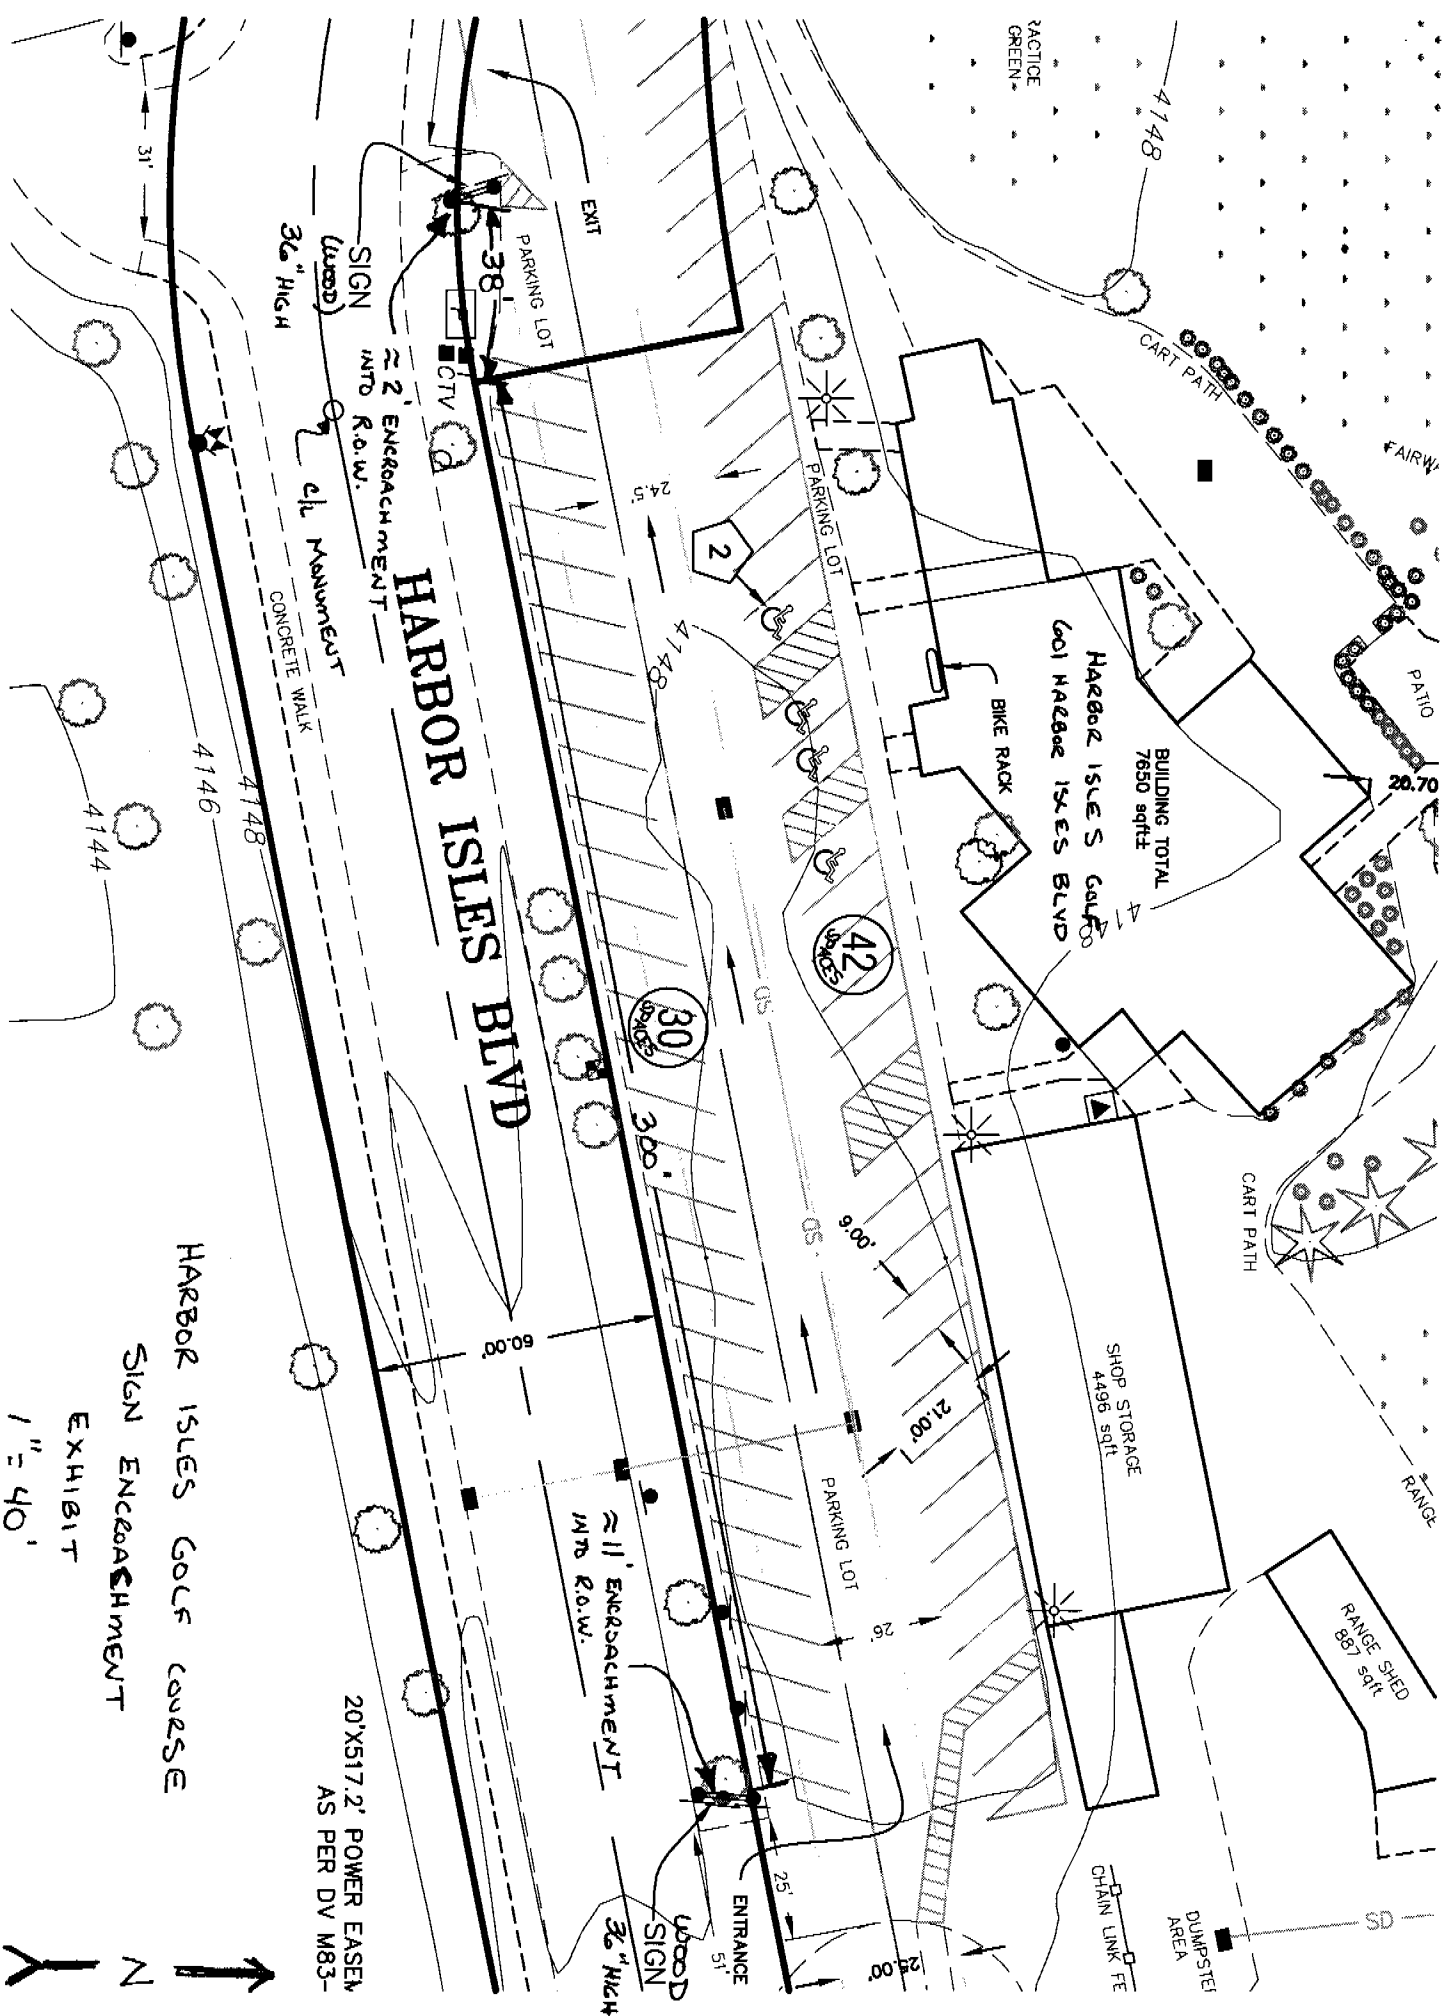 RACTICE
GREEN
4148
CART PATH
FAIRW
PATIO
20.70
EXIT
PARKING LOT
31'
SIGN
(WOOD)
36" HIGH
38'
≈ 2' ENCROACHMENT
INTO R.O.W.
CTV
C/L MONUMENT
CONCRETE WALK
24.5'
2
PARKING LOT
4148
BIKE RACK
HARBOR ISLES GOLF
601 HARBOR ISLES BLVD
BUILDING TOTAL
7650 sqft±
4148
HARBOR ISLES BLVD
4146
4148
4144
42
SPACES
30
SPACES
SD
SD
300'
9.00'
21.00'
60.00'
CART PATH
SHOP STORAGE
4496 sqft
RANGE
RANGE SHED
887 sqft
PARKING LOT
26'
≈ 11' ENCROACHMENT
INTO R.O.W.
WOOD
SIGN
36" HIGH
ENTRANCE
25'
51'
25.00'
CHAIN LINK FE
DUMPSTER
AREA
SD
20'X517.2' POWER EASEM
AS PER DV M83-
HARBOR ISLES GOLF COURSE
SIGN ENCROACHMENT
EXHIBIT
1" = 40'
N